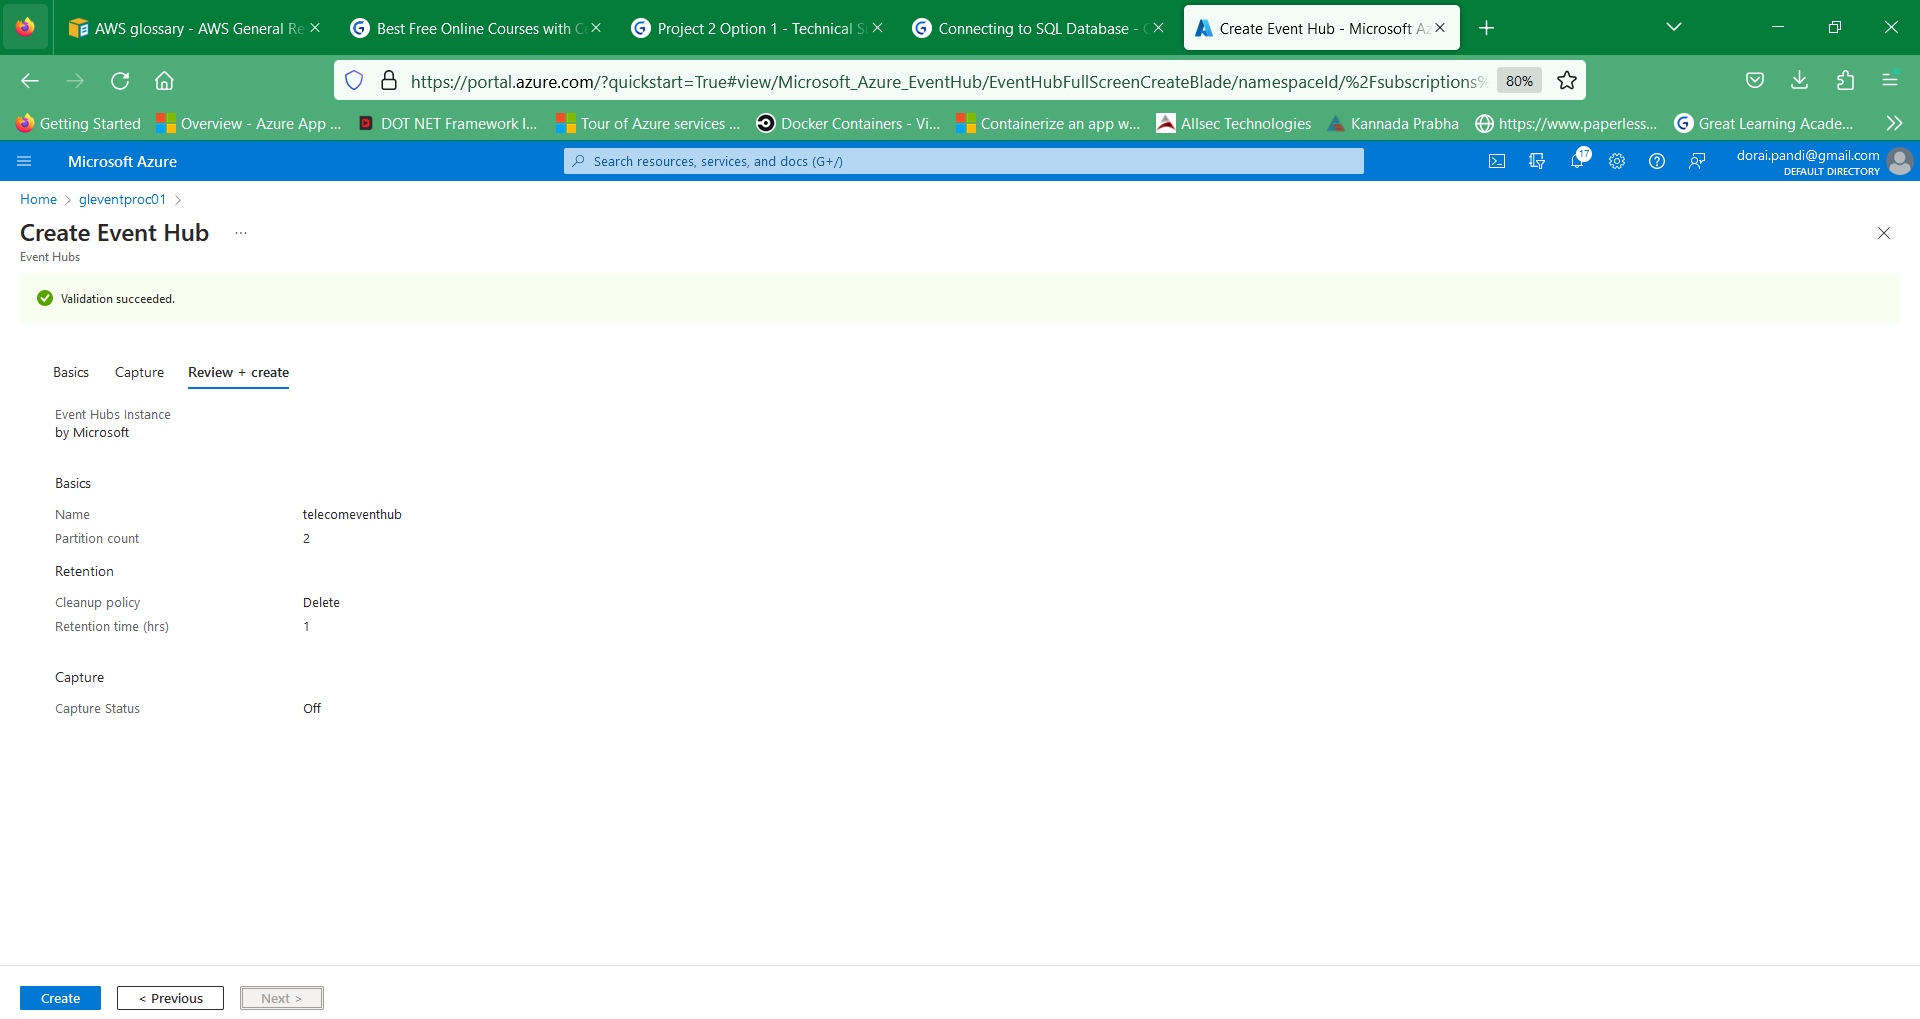 AWS glossary - AWS General Re
Best Free Online Courses with Ce
Project 2 Option 1 - Technical S
Connecting to SQL Database -
Create Event Hub - Microsoft Az
https://portal.azure.com/?quickstart=True#view/Microsoft_Azure_EventHub/EventHubFullScreenCreateBlade/namespaceId/%2Fsubscriptions%
80%
Getting Started
Overview - Azure App ...
DOT NET Framework I...
Tour of Azure services ...
Docker Containers - Vi...
Containerize an app w...
Allsec Technologies
Kannada Prabha
https://www.paperless...
Great Learning Acade...
Microsoft Azure
Search resources, services, and docs (G+/)
17
dorai.pandi@gmail.com
DEFAULT DIRECTORY
Home > gleventproc01 >
Create Event Hub ...
Event Hubs
Validation succeeded.
Basics Capture Review + create
Event Hubs Instance
by Microsoft
Basics
Name telecomeventhub
Partition count 2
Retention
Cleanup policy Delete
Retention time (hrs) 1
Capture
Capture Status Off
Create
< Previous
Next >